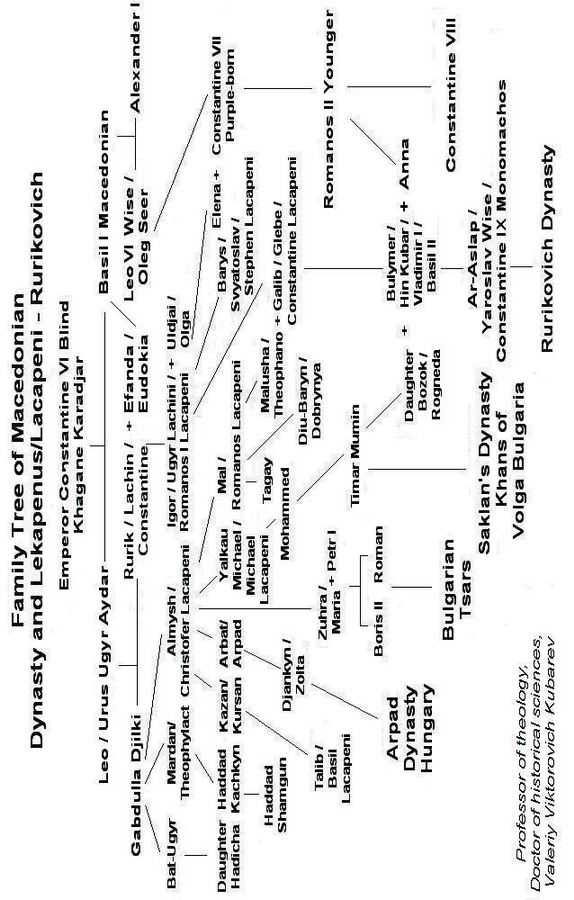 Family Tree of Macedonian
Dynasty and Lekapenus/Lacapeni – Rurikovich
Emperor Constantine VI Blind
Khagane Karadjar
Leo / Urus Ugyr Aydar
Basil I Macedonian
Gabdulla Djilki
Rurik / Lachin /
Constantine
+ Efanda /
Eudokia
LeoVI Wise /
Oleg Seer
Alexander I
Bat-Ugyr
Mardan/
Theophylact
Almysh /
Christofer Lacapeni
Igor / Ugyr Lachini /
Romanos I Lacapeni
+ Uldjai /
Olga
Daughter
Hadicha
Haddad
Kachkyn
Kazan/
Kursan
Arbat/
Arpad
Yalkau
Michael /
Michael
Lacapeni
Mal /
Romanos Lacapeni
Barys /
Svyatoslav /
Stephen Lacapeni
Elena +
Constantine VII
Purple-born
Haddad
Shamgun
Djankyn /
Zolta
Mohammed
Tagay
Malusha /
Theophano
+ Galib / Glebe /
Constantine Lacapeni
Diu-Baryn /
Dobrynya
Talib /
Basil
Lacapeni
Zuhra /
Maria
+ Petr I
Timar Mumin
Romanos II Younger
Boris II
Roman
Daughter
Bozok /
Rogneda
+
Bulymer /
Hin Kubar /
Vladimir I /
Basil II
+ Anna
Constantine VIII
Arpad
Dynasty
Hungary
Bulgarian
Tsars
Saklan's Dynasty
Khans of
Volga Bulgaria
Ar-Aslap /
Yaroslav Wise /
Constantine IX Monomachos
Rurikovich Dynasty
Professor of theology,
Doctor of historical sciences,
Valeriy Viktorovich Kubarev